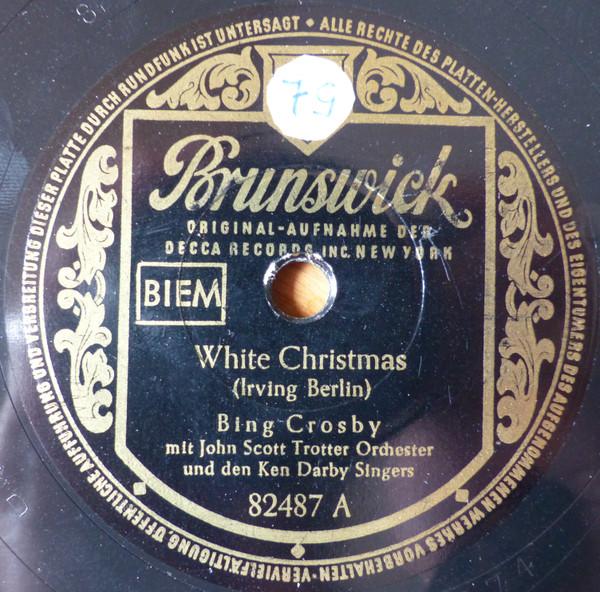 ALLE RECHTE DES PLATTEN-HERSTELLERS UND DES EIGENTUMERS DES AUFGENOMMENEN WERKES VORBEHALTEN · VERVIELFÄLTIGUNG, ÖFFENTLICHE AUFFÜHRUNG UND VERBREITUNG DIESER PLATTE DURCH RUNDFUNK IST UNTERSAGT
79
Brunswick
ORIGINAL-AUFNAHME DER
DECCA RECORDS INC. NEW YORK
BIEM
White Christmas
(Irving Berlin)
Bing Crosby
mit John Scott Trotter Orchester
und den Ken Darby Singers
82487 A